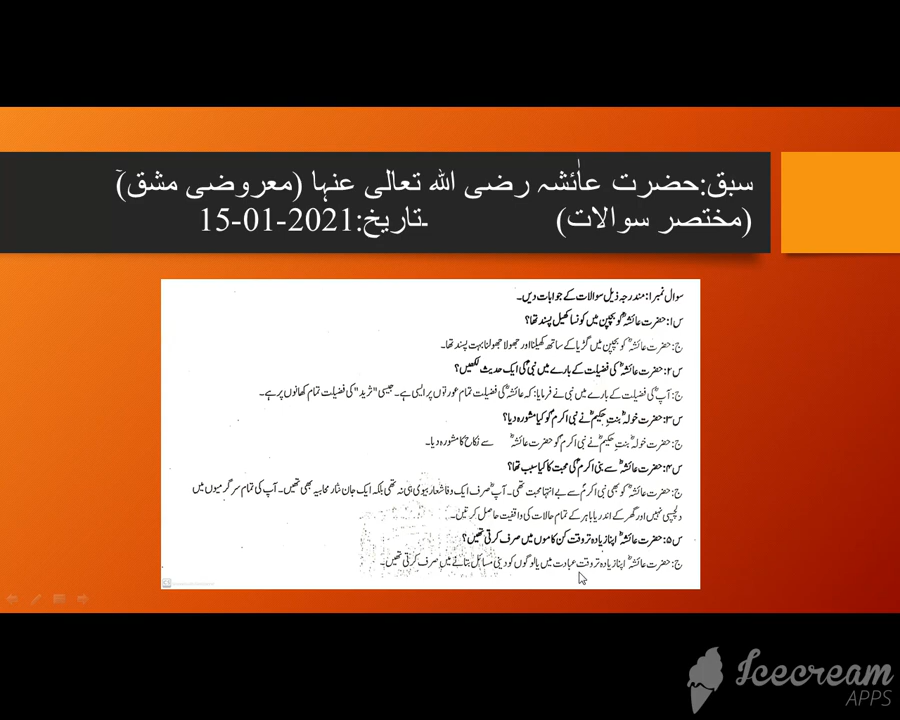 سبق:حضرت عائشہ رضی اللہ تعالی عنہا (معروضی مشق)
(مختصر سوالات) ۔تاریخ:2021-01-15
سوال نمبر۱: مندرجہ ذیل سوالات کے جوابات دیں۔
س۱: حضرت عائشہؓ کو بچپن میں کونسا کھیل پسند تھا؟
ج: حضرت عائشہؓ کو بچپن میں گڑیا کے ساتھ کھیلنا اور جھولا جھولنا بہت پسند تھا۔
س۲: حضرت عائشہؓ کی فضیلت کے بارے میں نبیؐ کی ایک حدیث لکھیں؟
ج: آپؓ کی فضیلت کے بارے میں نبی نے فرمایا: کہ عائشہؓ کی فضیلت تمام عورتوں پر ایسی ہے۔ جیسی "ثرید" کی فضیلت تمام کھانوں پر ہے۔
س۳: حضرت خولہؓ بنتِ حکیمؓ نے نبی اکرمؐ کو کیا مشورہ دیا؟
ج: حضرت خولہؓ بنتِ حکیمؓ نے نبی اکرمؐ کو حضرت عائشہؓ سے نکاح کا مشورہ دیا۔
س۴: حضرت عائشہؓ سے نبی اکرمؐ کی محبت کا کیا سبب تھا؟
ج: حضرت عائشہؓ کو بھی نبی اکرمؐ سے بے انتہا محبت تھی۔ آپؓ صرف ایک وفا شعار بیوی ہی نہ تھی بلکہ ایک جان نثار صحابیہ بھی تھیں۔ آپ کی تمام سرگرمیوں میں
دلچسپی لیتیں اور گھر کے اندر یا باہر کے تمام حالات کی واقفیت حاصل کرتیں۔
س۵: حضرت عائشہؓ اپنا زیادہ تر وقت کن کاموں میں صرف کرتی تھیں؟
ج: حضرت عائشہؓ اپنا زیادہ تر وقت عبادت میں یا لوگوں کو دینی مسائل بتانے میں صرف کرتی تھیں۔
Icecream
APPS